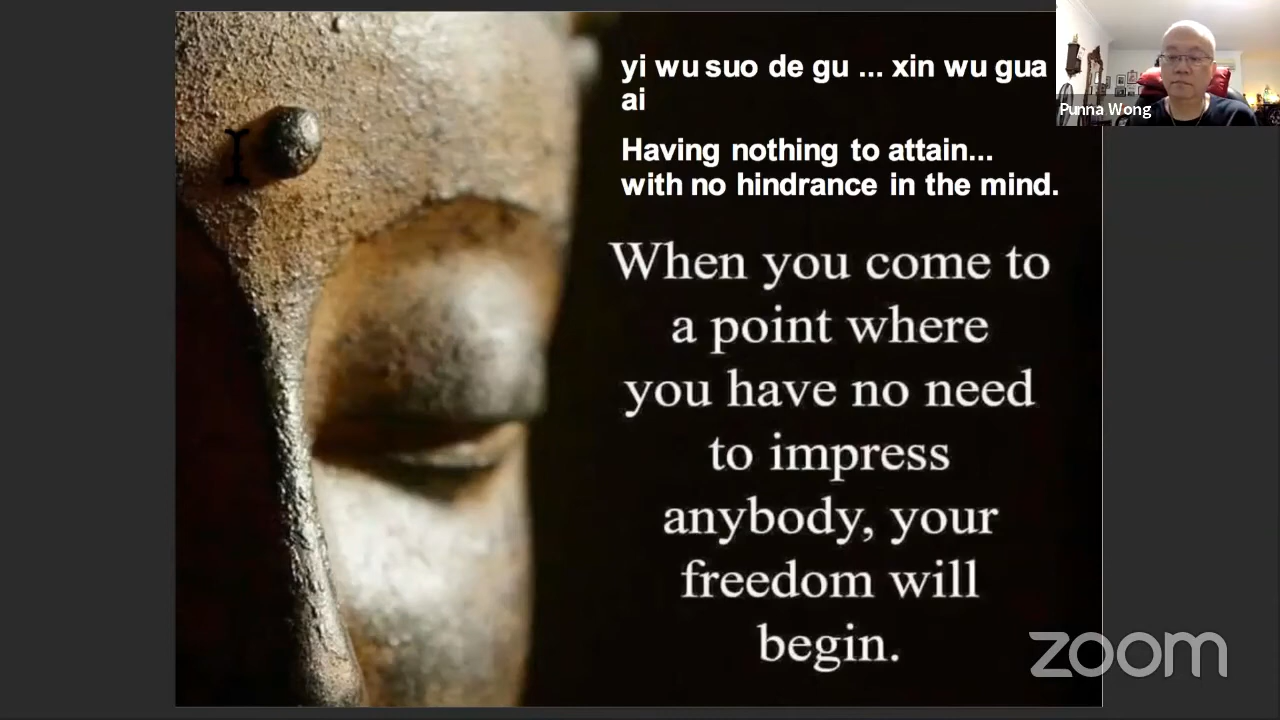 yi wu suo de gu ... xin wu gua
ai
Having nothing to attain...
with no hindrance in the mind.
When you come to
a point where
you have no need
to impress
anybody, your
freedom will
begin.
Punna Wong
zoom